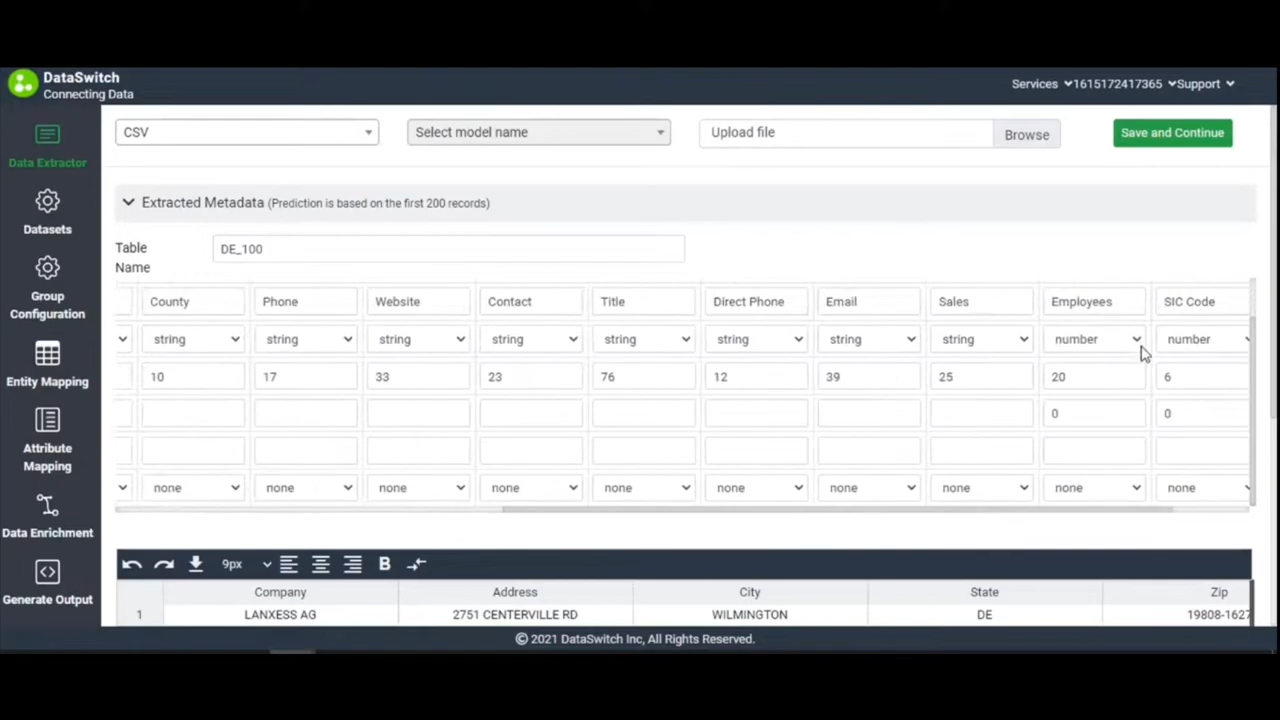 DataSwitch
Connecting Data
Services 1615172417365 Support
CSV Select model name Upload file Browse Save and Continue
Data Extractor
Datasets
Group
Configuration
Entity Mapping
Attribute
Mapping
Data Enrichment
Generate Output
Extracted Metadata (Prediction is based on the first 200 records)
Table
Name
DE_100
County Phone Website Contact Title Direct Phone Email Sales Employees SIC Code
string string string string string string string string number number
10 17 33 23 76 12 39 25 20 6
0 0
none none none none none none none none none none
9px B
Company Address City State Zip
1 LANXESS AG 2751 CENTERVILLE RD WILMINGTON DE 19808-1627
© 2021 DataSwitch Inc, All Rights Reserved.